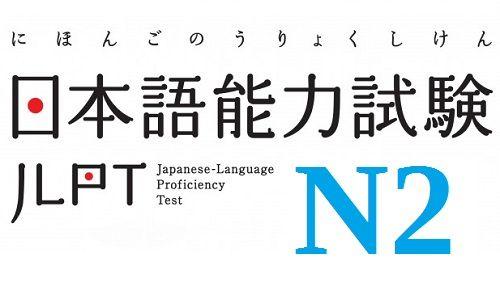 にほんごのうりょくしけん
日本語能力試験
JLPT
Japanese-Language
Proficiency
Test
N2